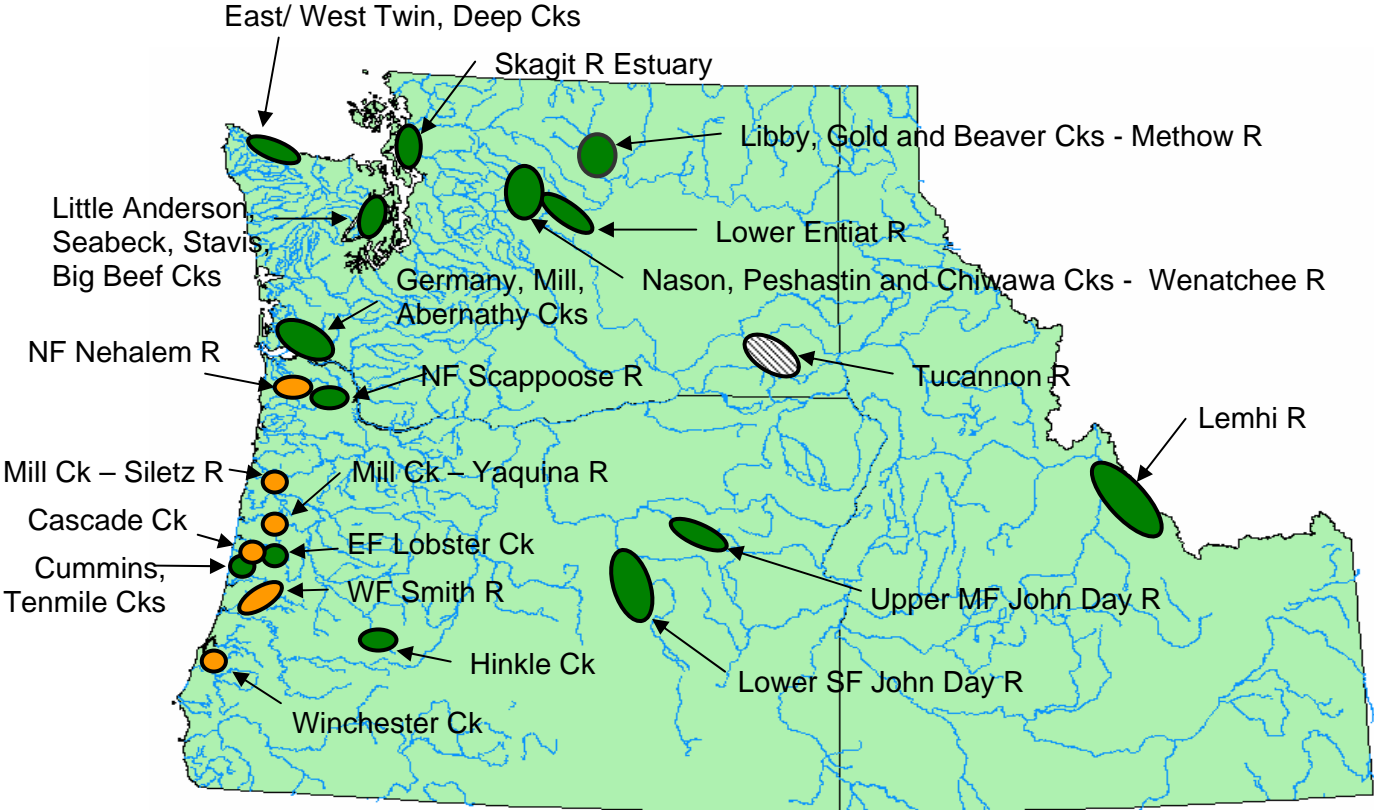 East/ West Twin, Deep Cks
Skagit R Estuary
Libby, Gold and Beaver Cks - Methow R
Little Anderson,
Seabeck, Stavis,
Big Beef Cks
Lower Entiat R
Germany, Mill,
Abernathy Cks
Nason, Peshastin and Chiwawa Cks - Wenatchee R
NF Nehalem R
NF Scappoose R
Tucannon R
Lemhi R
Mill Ck – Siletz R
Mill Ck – Yaquina R
Cascade Ck
EF Lobster Ck
Cummins,
Tenmile Cks
WF Smith R
Upper MF John Day R
Hinkle Ck
Lower SF John Day R
Winchester Ck